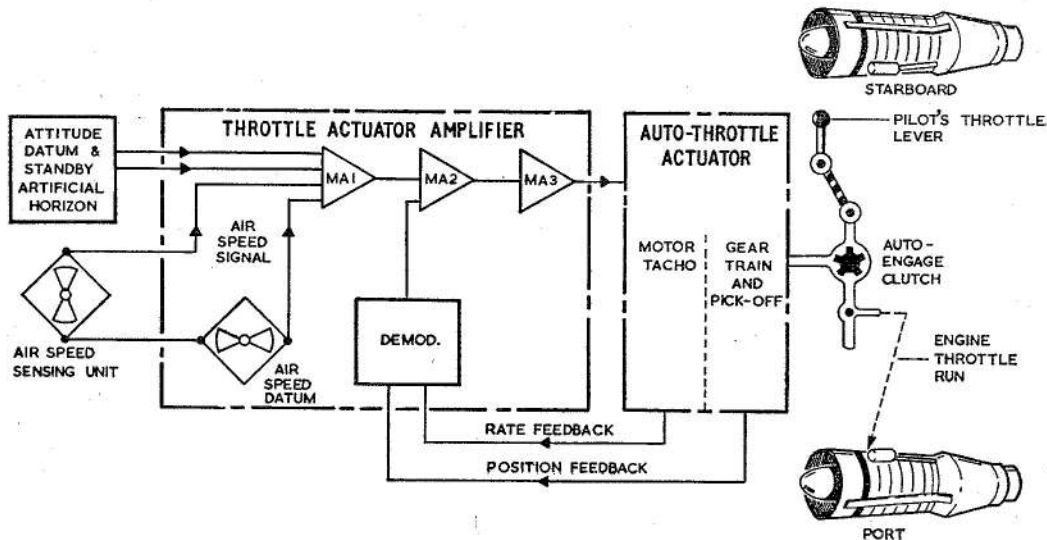 STARBOARD
PILOT'S THROTTLE
LEVER
ATTITUDE
DATUM &
STANDBY
ARTIFICIAL
HORIZON
THROTTLE ACTUATOR AMPLIFIER
MA1
MA2
MA3
AIR
SPEED
SIGNAL
AIR SPEED
SENSING UNIT
AIR
SPEED
DATUM
DEMOD.
AUTO-THROTTLE
ACTUATOR
MOTOR
TACHO
GEAR
TRAIN
AND
PICK-OFF
AUTO-
ENGAGE
CLUTCH
ENGINE
THROTTLE
RUN
RATE FEEDBACK
POSITION FEEDBACK
PORT